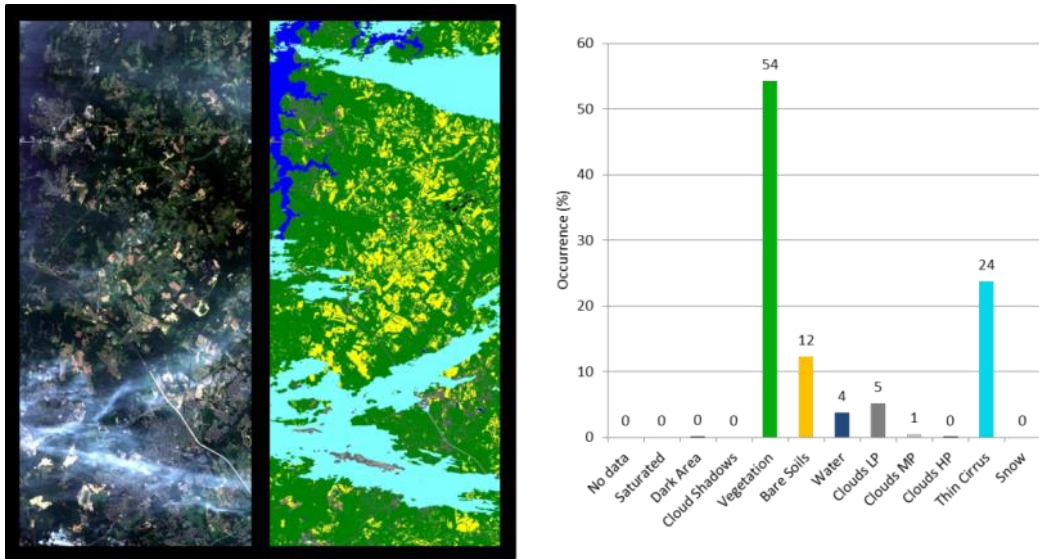 60
50
40
30
20
10
0
Occurrence (%)
0
0
0
0
54
12
4
5
1
0
24
0
No data
Saturated
Dark Area
Cloud Shadows
Vegetation
Bare Soils
Water
Clouds LP
Clouds MP
Clouds HP
Thin Cirrus
Snow